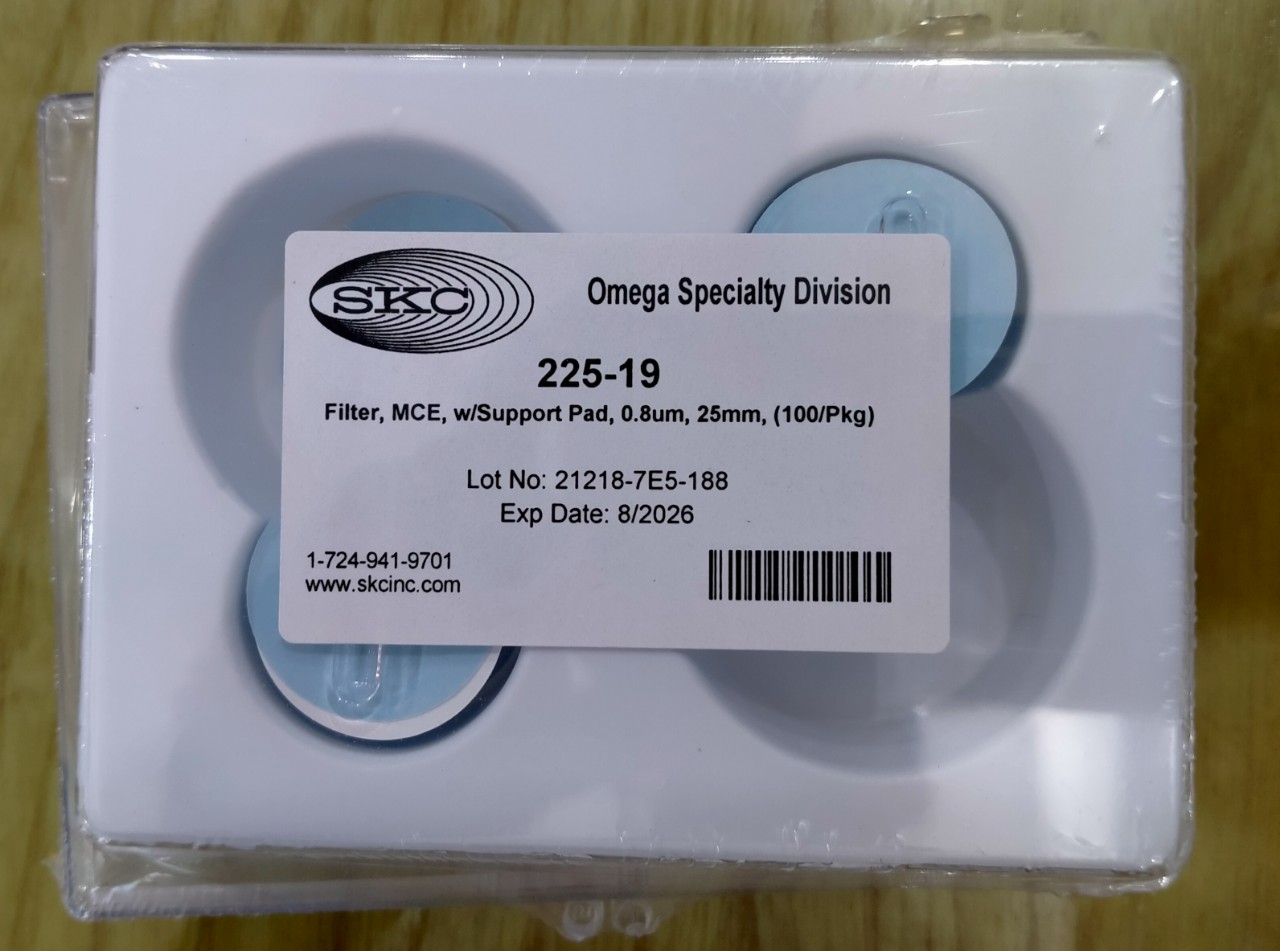 SKC
Omega Specialty Division
225-19
Filter, MCE, w/Support Pad, 0.8um, 25mm, (100/Pkg)
Lot No: 21218-7E5-188
Exp Date: 8/2026
1-724-941-9701
www.skcinc.com